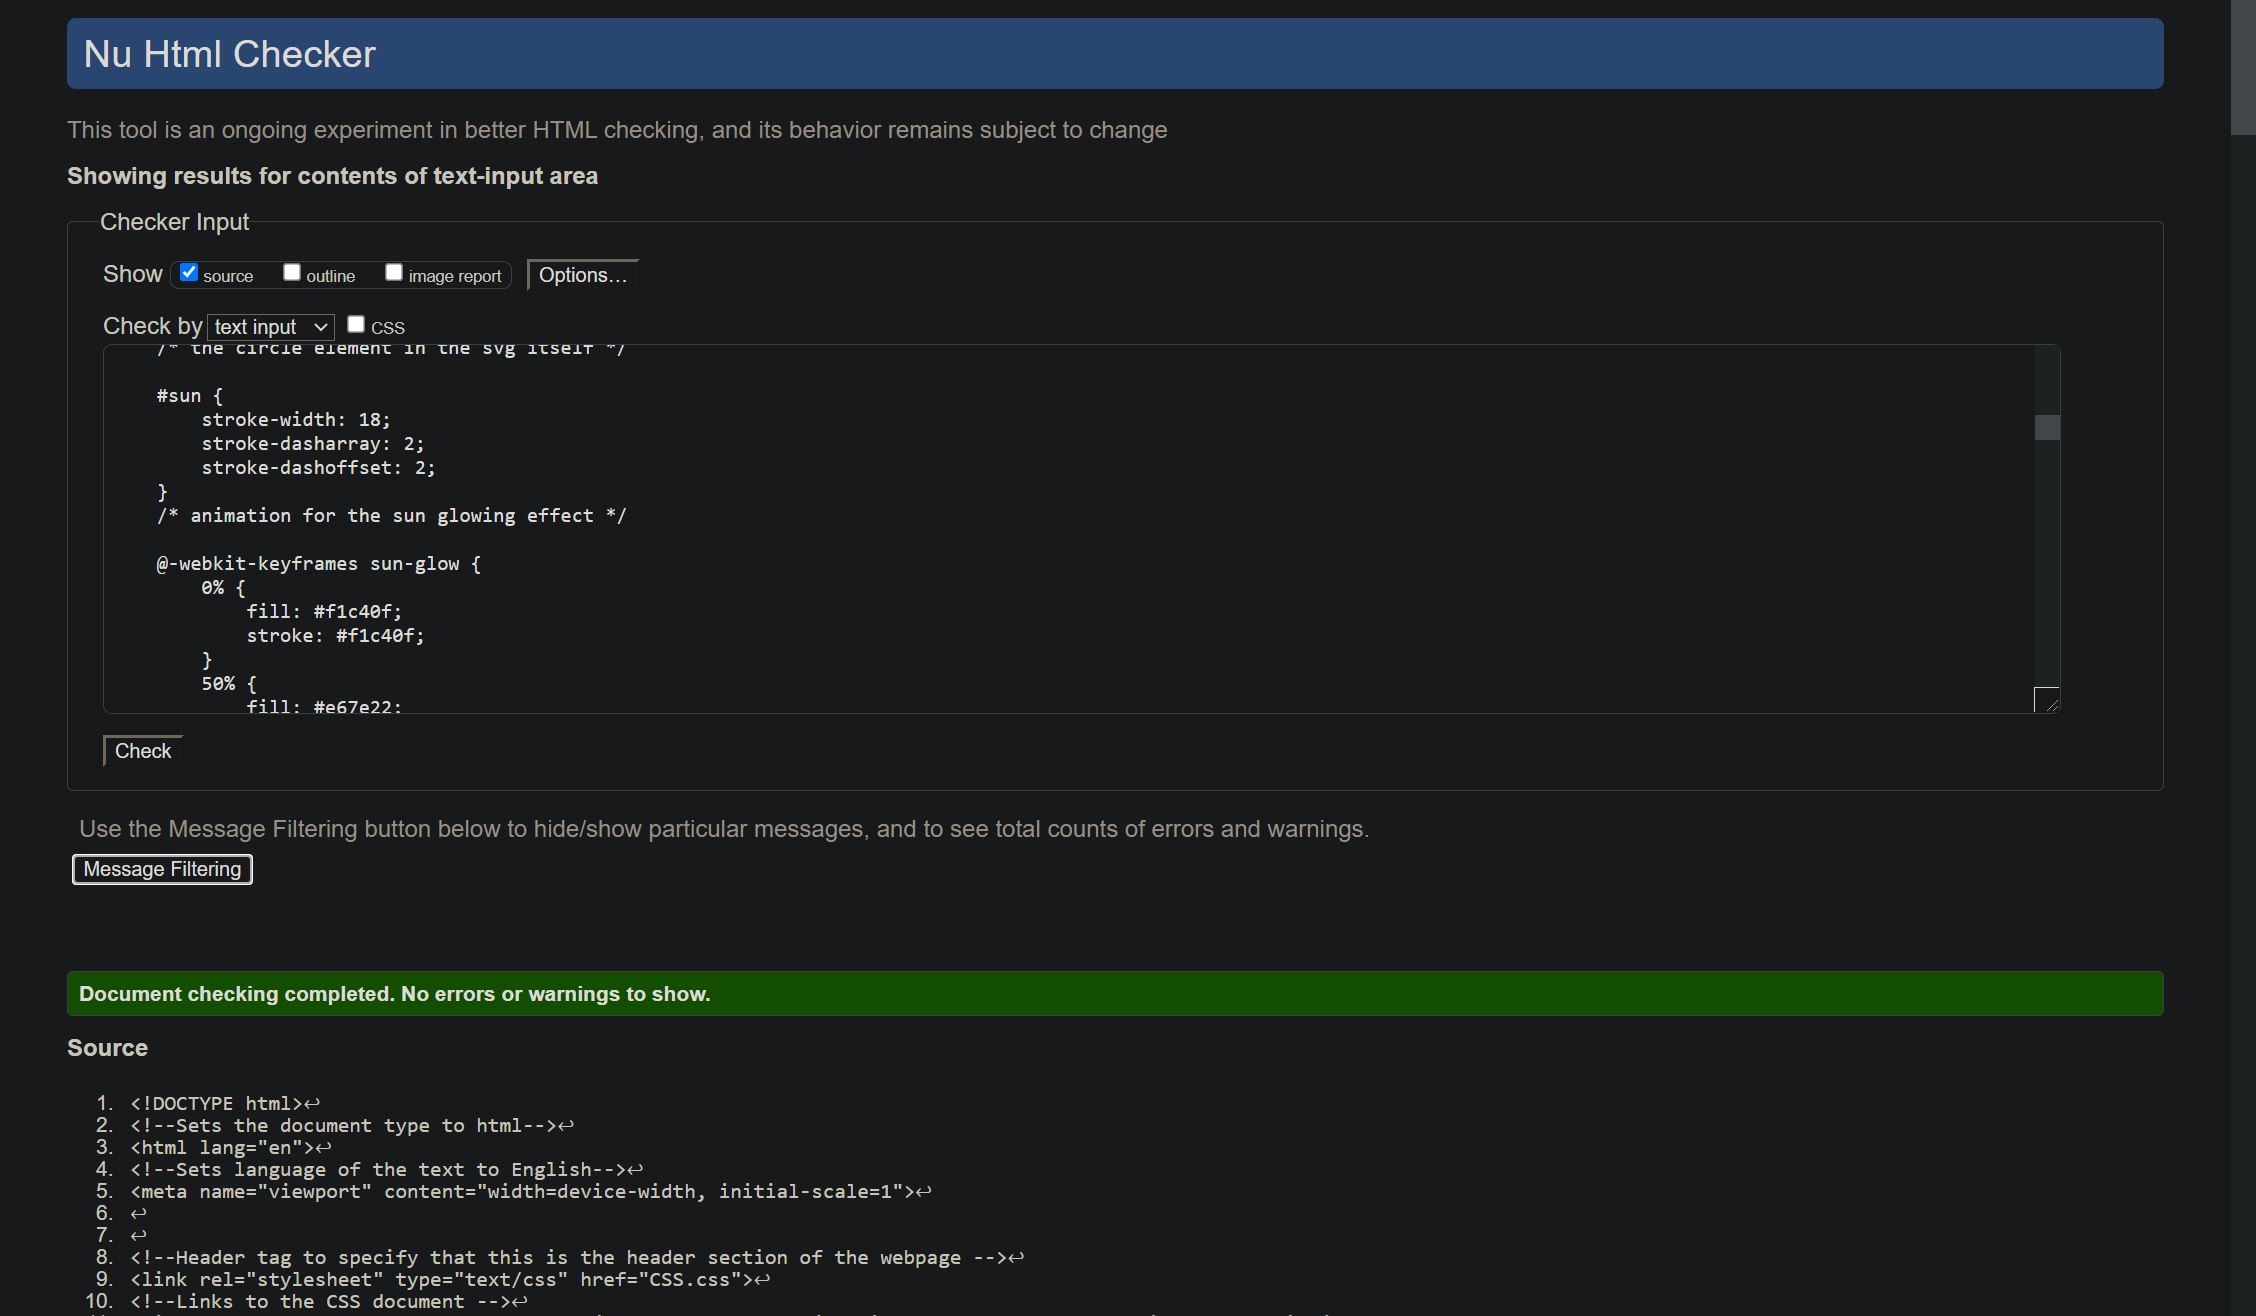 Nu Html Checker
This tool is an ongoing experiment in better HTML checking, and its behavior remains subject to change
Showing results for contents of text-input area
Checker Input
Show source outline image report Options...
Check by text input CSS
/* the circle element in the svg itself */
#sun {
stroke-width: 18;
stroke-dasharray: 2;
stroke-dashoffset: 2;
}
/* animation for the sun glowing effect */
@-webkit-keyframes sun-glow {
0% {
fill: #f1c40f;
stroke: #f1c40f;
}
50% {
fill: #e67e22;
Check
Use the Message Filtering button below to hide/show particular messages, and to see total counts of errors and warnings.
Message Filtering
Document checking completed. No errors or warnings to show.
Source
1. <!DOCTYPE html>↩
2. <!--Sets the document type to html-->↩
3. <html lang="en">↩
4. <!--Sets language of the text to English-->↩
5. <meta name="viewport" content="width=device-width, initial-scale=1">↩
6. ↩
7. ↩
8. <!--Header tag to specify that this is the header section of the webpage -->↩
9. <link rel="stylesheet" type="text/css" href="CSS.css">↩
10. <!--Links to the CSS document -->↩